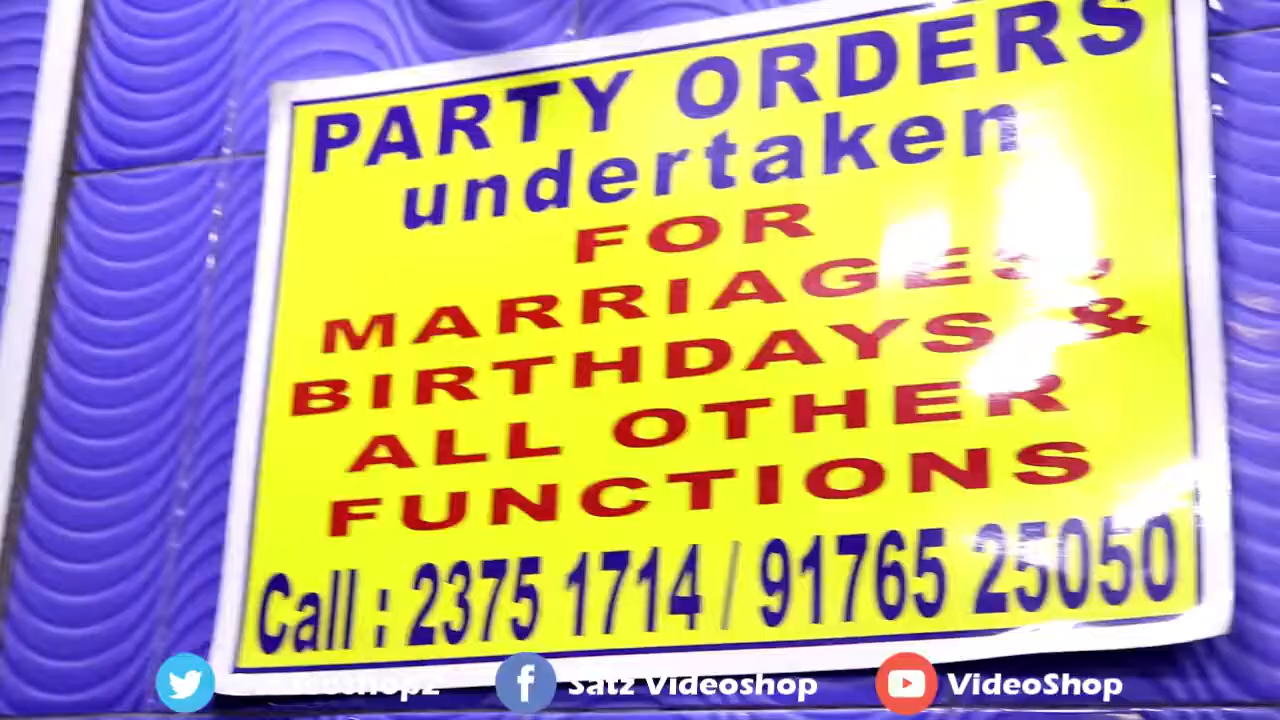 PARTY ORDERS
undertaken
FOR
MARRIAGES,
BIRTHDAYS &
ALL OTHER
FUNCTIONS
Call : 2375 1714 / 91765 25050
Satz Videoshop
VideoShop